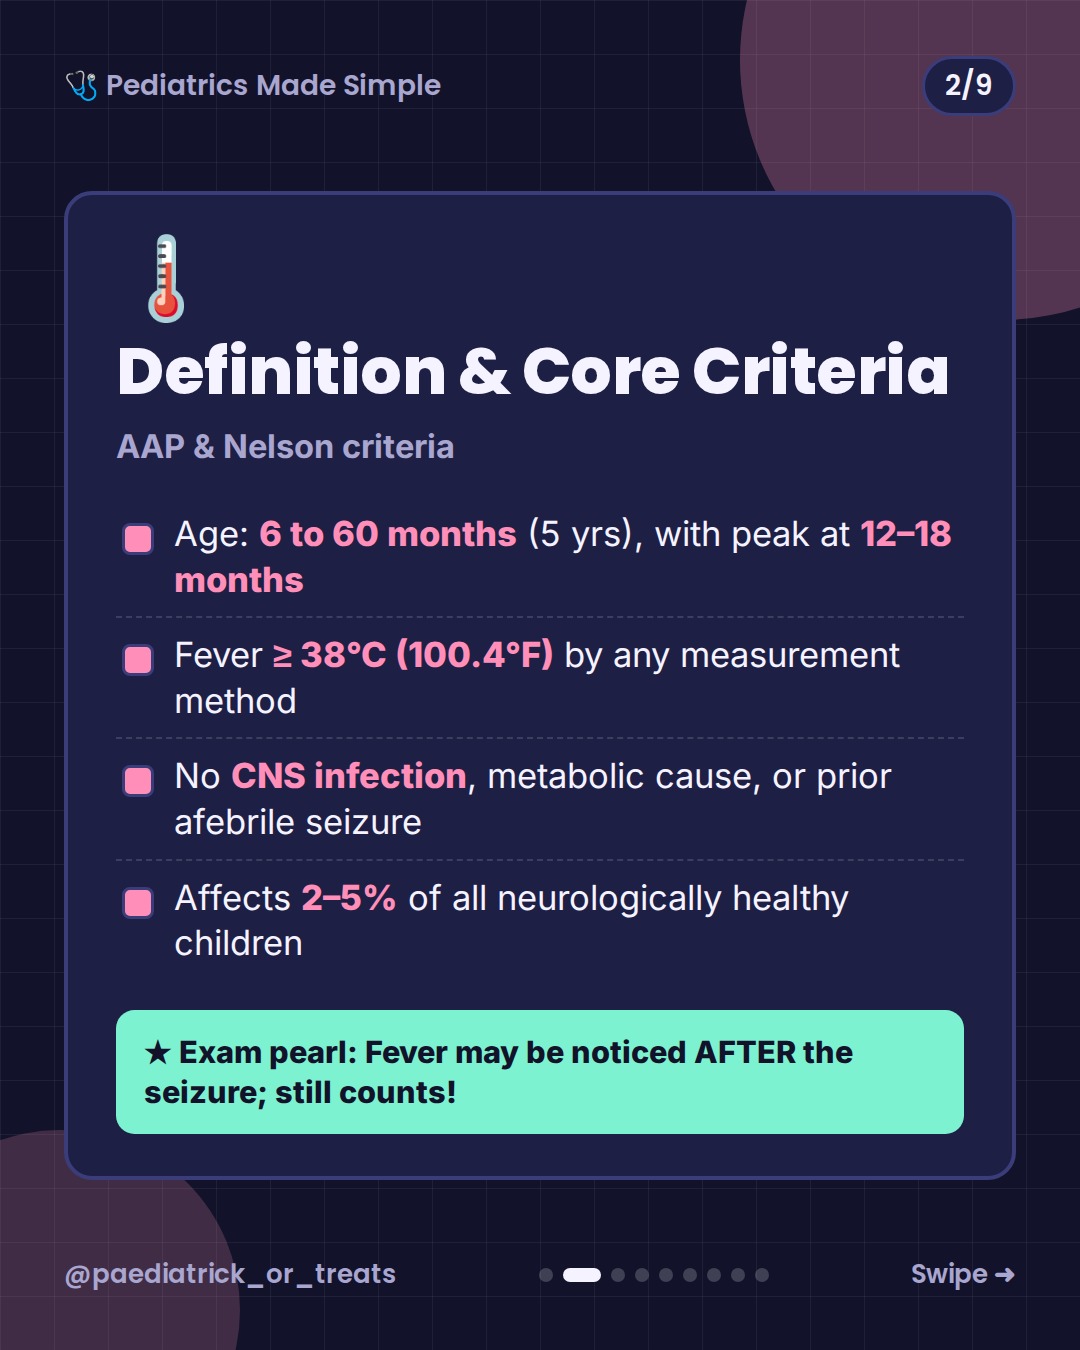 Pediatrics Made Simple
2/9
Definition & Core Criteria
AAP & Nelson criteria
Age: 6 to 60 months (5 yrs), with peak at 12–18
months
Fever ≥ 38°C (100.4°F) by any measurement
method
No CNS infection, metabolic cause, or prior
afebrile seizure
Affects 2–5% of all neurologically healthy
children
★ Exam pearl: Fever may be noticed AFTER the
seizure; still counts!
@paediatrick_or_treats
Swipe ➜